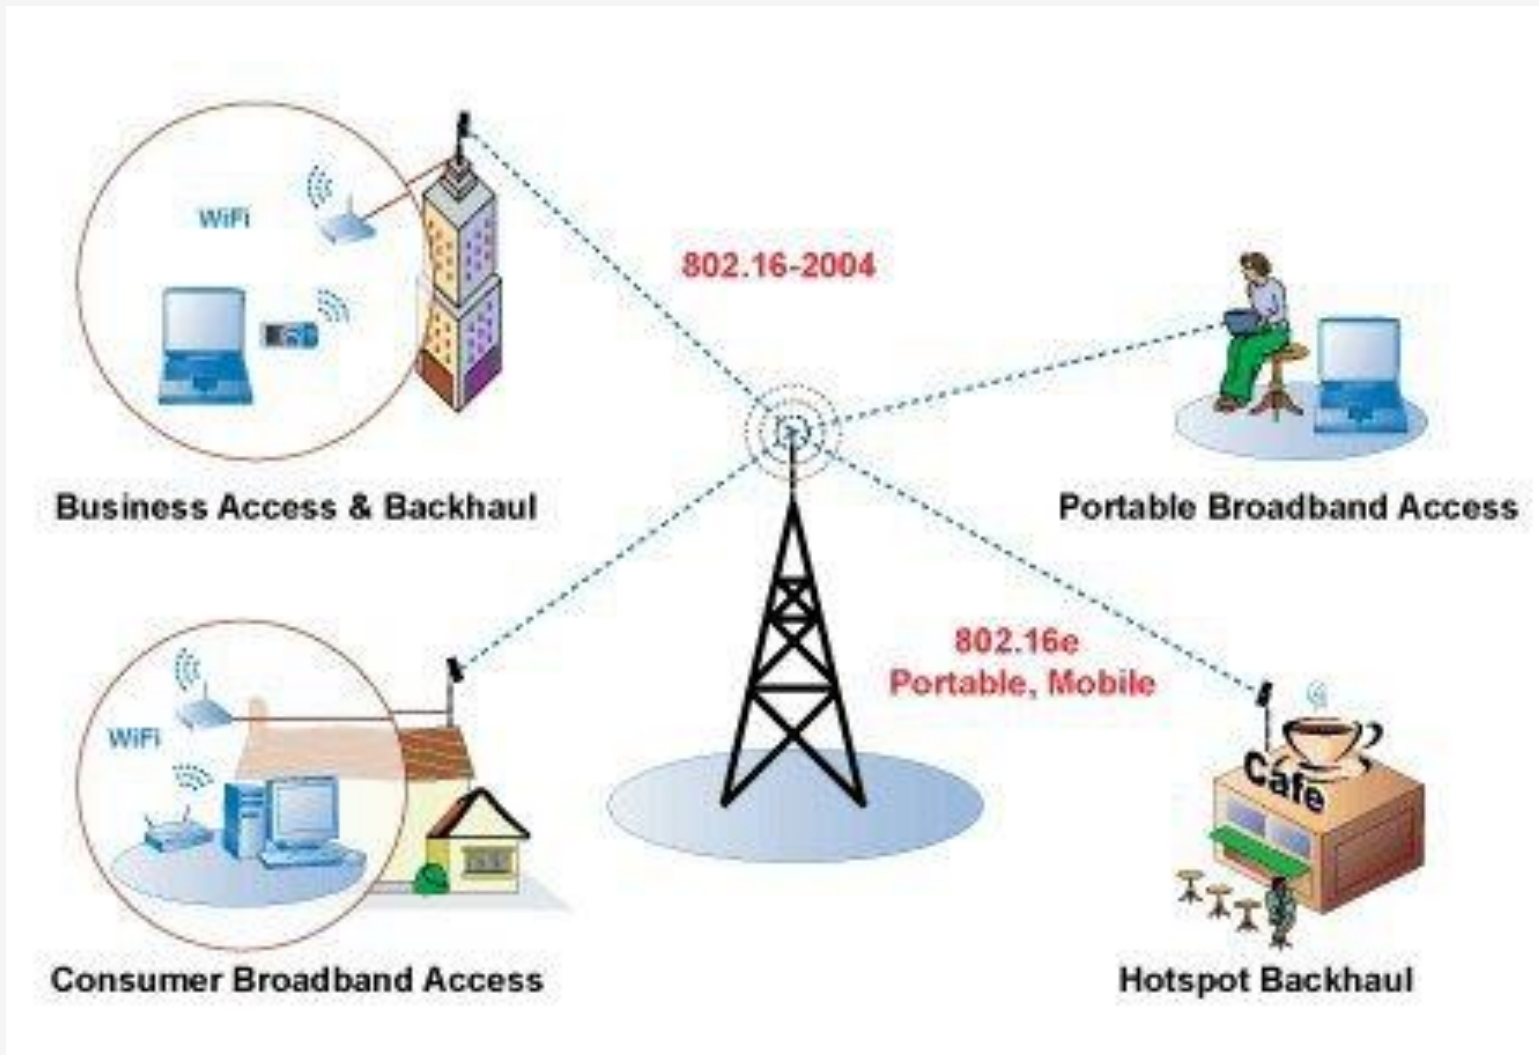 WiFi
802.16-2004
Business Access & Backhaul
Portable Broadband Access
802.16e
Portable, Mobile
WiFi
Cafe
Consumer Broadband Access
Hotspot Backhaul